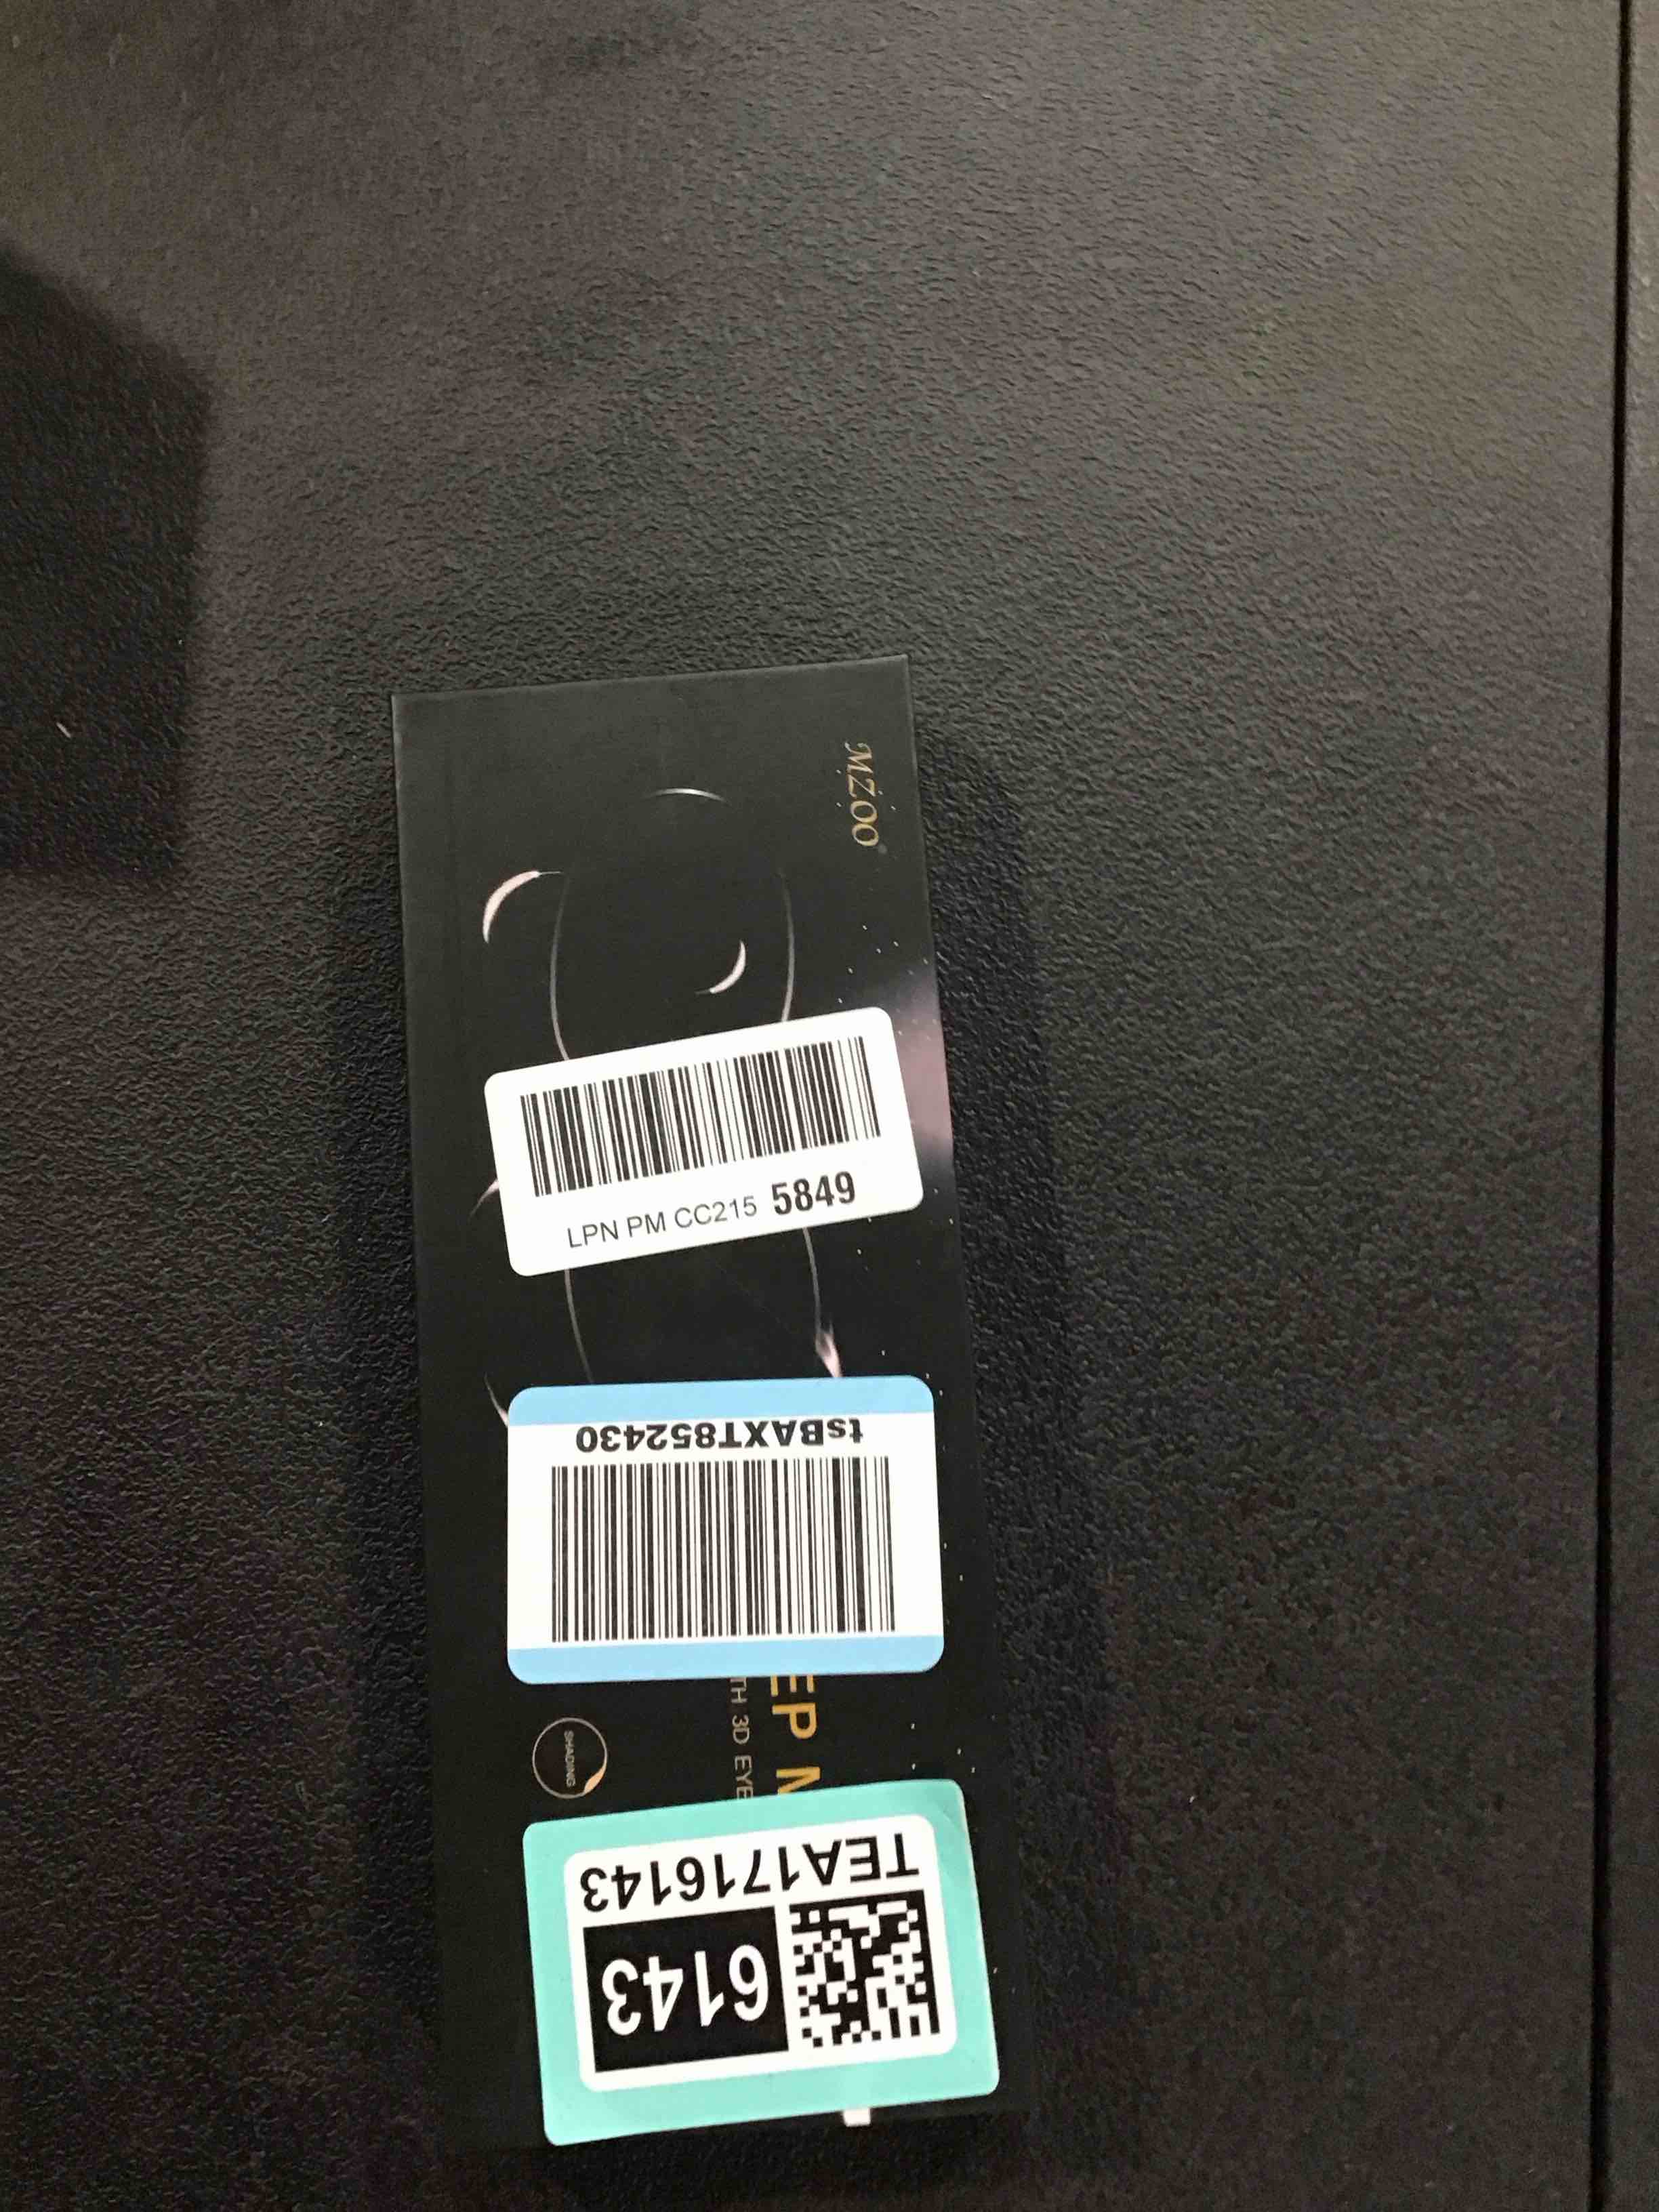 MZOO
LPN PM CC215 5849
tsBAXT852430
EP M
TH 3D EYE
SHADING
TEA1716143
6143